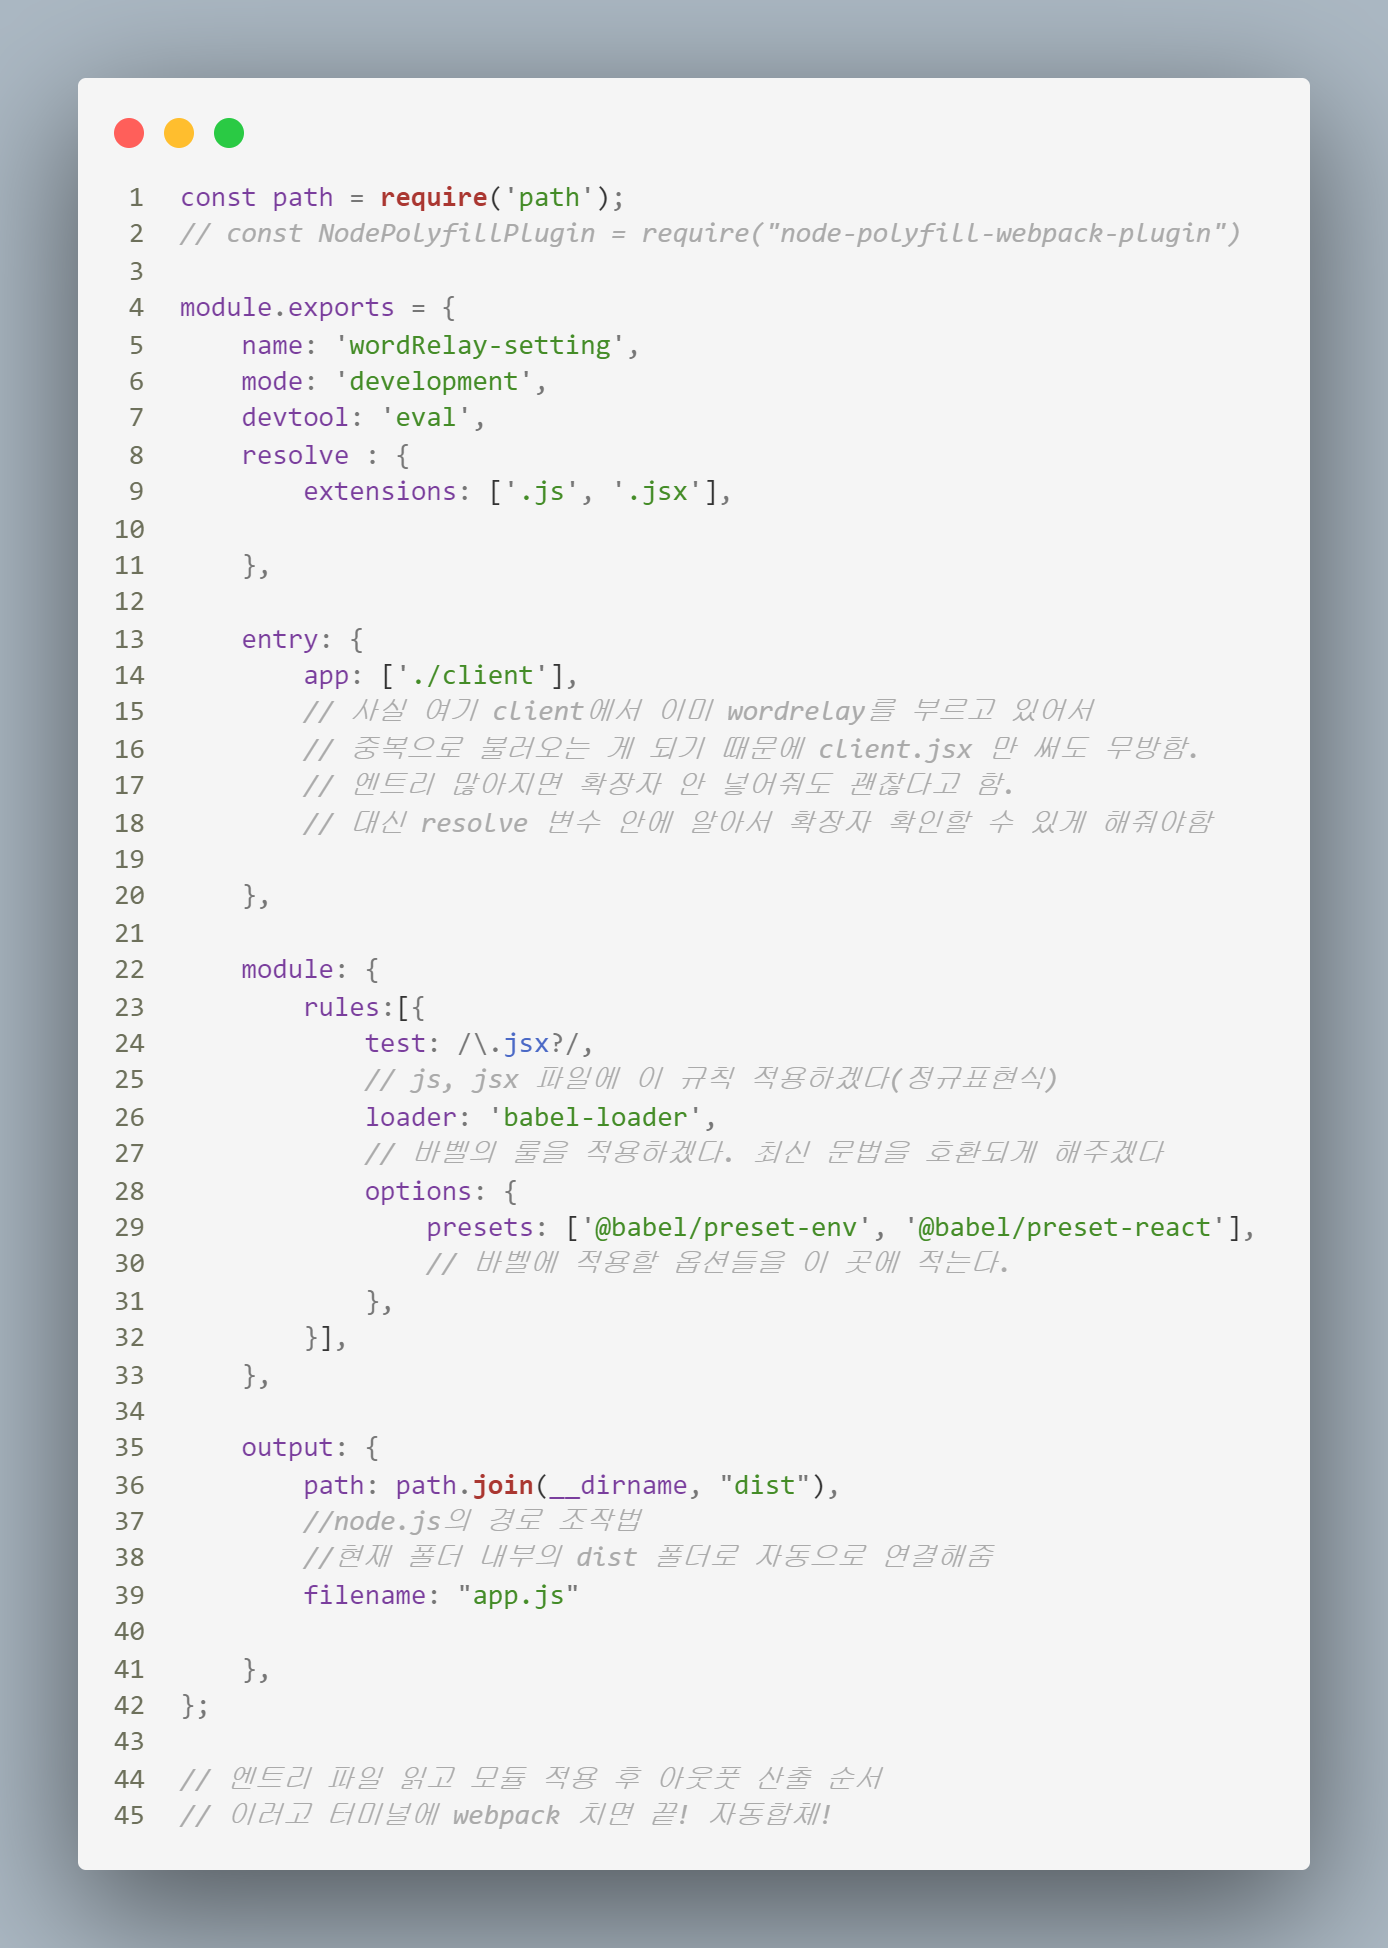 1 const path = require('path');
2 // const NodePolyfillPlugin = require("node-polyfill-webpack-plugin")
3
4 module.exports = {
5     name: 'wordRelay-setting',
6     mode: 'development',
7     devtool: 'eval',
8     resolve : {
9         extensions: ['.js', '.jsx'],
10
11     },
12
13     entry: {
14         app: ['./client'],
15         // 사실 여기 client에서 이미 wordrelay를 부르고 있어서
16         // 중복으로 불러오는 게 되기 때문에 client.jsx 만 써도 무방함.
17         // 엔트리 많아지면 확장자 안 넣어줘도 괜찮다고 함.
18         // 대신 resolve 변수 안에 알아서 확장자 확인할 수 있게 해줘야함
19
20     },
21
22     module: {
23         rules:[{
24             test: /\.jsx?/,
25             // js, jsx 파일에 이 규칙 적용하겠다(정규표현식)
26             loader: 'babel-loader',
27             // 바벨의 룰을 적용하겠다. 최신 문법을 호환되게 해주겠다
28             options: {
29                 presets: ['@babel/preset-env', '@babel/preset-react'],
30                 // 바벨에 적용할 옵션들을 이 곳에 적는다.
31             },
32         }],
33     },
34
35     output: {
36         path: path.join(__dirname, "dist"),
37         //node.js의 경로 조작법
38         //현재 폴더 내부의 dist 폴더로 자동으로 연결해줌
39         filename: "app.js"
40
41     },
42 };
43
44 // 엔트리 파일 읽고 모듈 적용 후 아웃풋 산출 순서
45 // 이러고 터미널에 webpack 치면 끝! 자동합체!